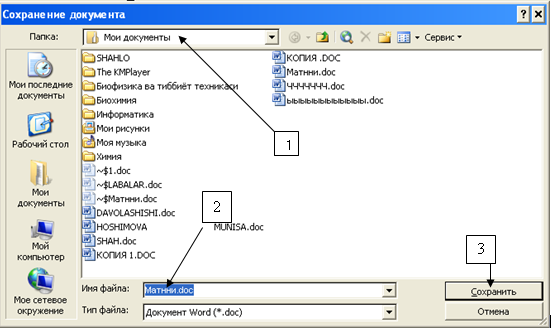 Сохранение документа
Папка: Мои документы Сервис
SHAHLO
The KMPlayer
Биофизика ва тиббиёт техникаси
Биохимия
Информатика
Мои рисунки
Моя музыка
Химия
~$1.doc
~$LABALAR.doc
~$Матнни.doc
DAVOLASHISHI.doc
HOSHIMOVA MUNISA.doc
SHAH.doc
КОПИЯ 1.DOC
КОПИЯ .DOC
Матнни.doc
ЧЧЧЧЧЧЧ.doc
ыыыыыыыыыыы.doc
Мои последние
документы
Рабочий стол
Мои
документы
Мой
компьютер
Мое сетевое
окружение
1
2
3
Имя файла: Матнни.doc
Тип файла: Документ Word (*.doc)
Сохранить
Отмена